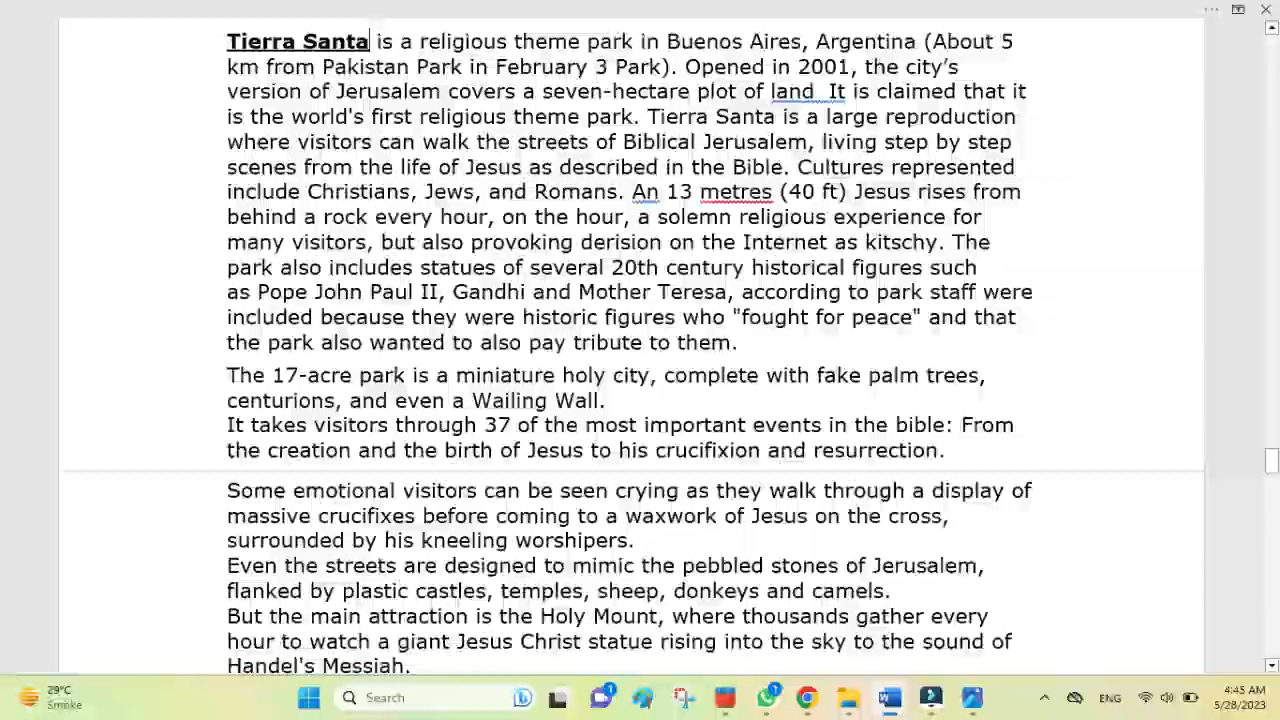 Tierra Santa is a religious theme park in Buenos Aires, Argentina (About 5
km from Pakistan Park in February 3 Park). Opened in 2001, the city’s
version of Jerusalem covers a seven-hectare plot of land  It is claimed that it
is the world's first religious theme park. Tierra Santa is a large reproduction
where visitors can walk the streets of Biblical Jerusalem, living step by step
scenes from the life of Jesus as described in the Bible. Cultures represented
include Christians, Jews, and Romans. An 13 metres (40 ft) Jesus rises from
behind a rock every hour, on the hour, a solemn religious experience for
many visitors, but also provoking derision on the Internet as kitschy. The
park also includes statues of several 20th century historical figures such
as Pope John Paul II, Gandhi and Mother Teresa, according to park staff were
included because they were historic figures who "fought for peace" and that
the park also wanted to also pay tribute to them.
The 17-acre park is a miniature holy city, complete with fake palm trees,
centurions, and even a Wailing Wall.
It takes visitors through 37 of the most important events in the bible: From
the creation and the birth of Jesus to his crucifixion and resurrection.
Some emotional visitors can be seen crying as they walk through a display of
massive crucifixes before coming to a waxwork of Jesus on the cross,
surrounded by his kneeling worshipers.
Even the streets are designed to mimic the pebbled stones of Jerusalem,
flanked by plastic castles, temples, sheep, donkeys and camels.
But the main attraction is the Holy Mount, where thousands gather every
hour to watch a giant Jesus Christ statue rising into the sky to the sound of
Handel's Messiah.
29°C
Smoke
Search
1
1
ENG
4:45 AM
5/28/2023